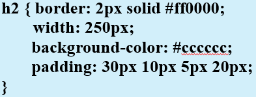 h2 { border: 2px solid #ff0000;
width: 250px;
background-color: #cccccc;
padding: 30px 10px 5px 20px;
}